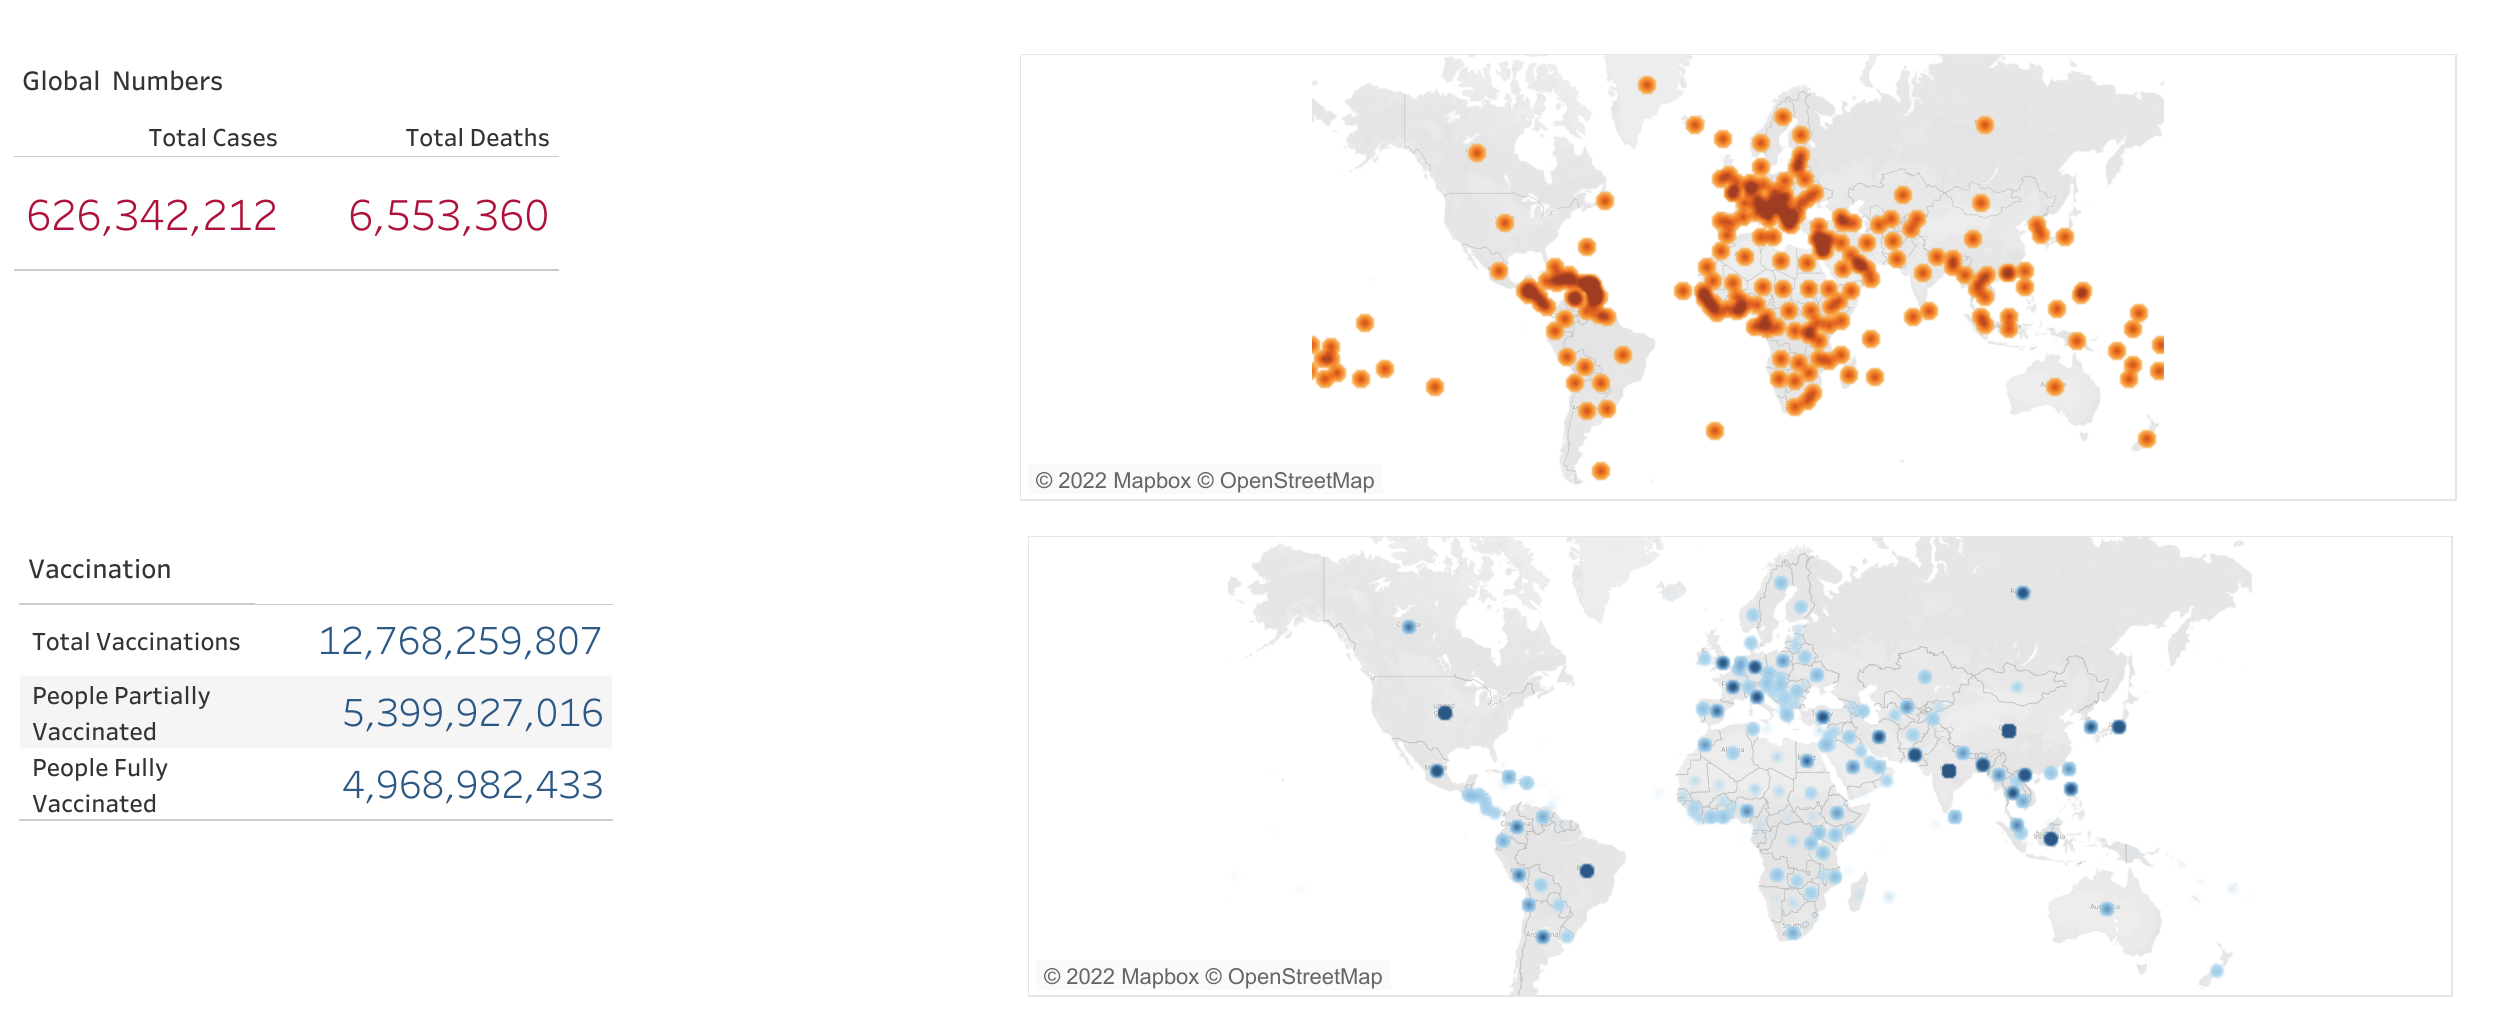 Global Numbers
Total Cases Total Deaths
626,342,212 6,553,360
© 2022 Mapbox © OpenStreetMap
Vaccination
Total Vaccinations 12,768,259,807
People Partially
Vaccinated 5,399,927,016
People Fully
Vaccinated 4,968,982,433
© 2022 Mapbox © OpenStreetMap